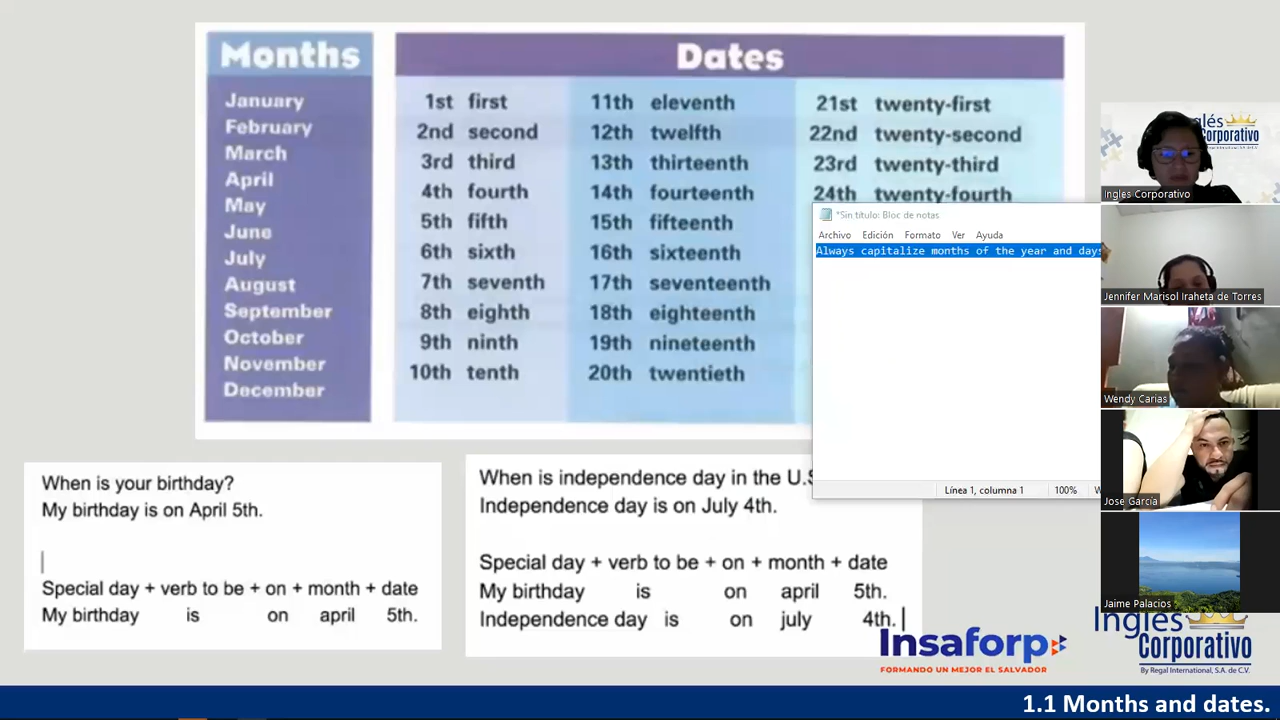 Months
January
February
March
April
May
June
July
August
September
October
November
December
Dates
1st first
2nd second
3rd third
4th fourth
5th fifth
6th sixth
7th seventh
8th eighth
9th ninth
10th tenth
11th eleventh
12th twelfth
13th thirteenth
14th fourteenth
15th fifteenth
16th sixteenth
17th seventeenth
18th eighteenth
19th nineteenth
20th twentieth
21st twenty-first
22nd twenty-second
23rd twenty-third
24th twenty-fourth
*Sin título: Bloc de notas
Archivo Edición Formato Ver Ayuda
Always capitalize months of the year and days
Línea 1, columna 1 100%
When is your birthday?
My birthday is on April 5th.
Special day + verb to be + on + month + date
My birthday is on april 5th.
When is independence day in the U.S
Independence day is on July 4th.
Special day + verb to be + on + month + date
My birthday is on april 5th.
Independence day is on july 4th.
Insaforp
FORMANDO UN MEJOR EL SALVADOR
Inglés
Corporativo
By Regal International, S.A. de C.V.
1.1 Months and dates.
Corporativo
Ingles Corporativo
Jennifer Marisol Iraheta de Torres
Wendy Carias
Jose García
Jaime Palacios